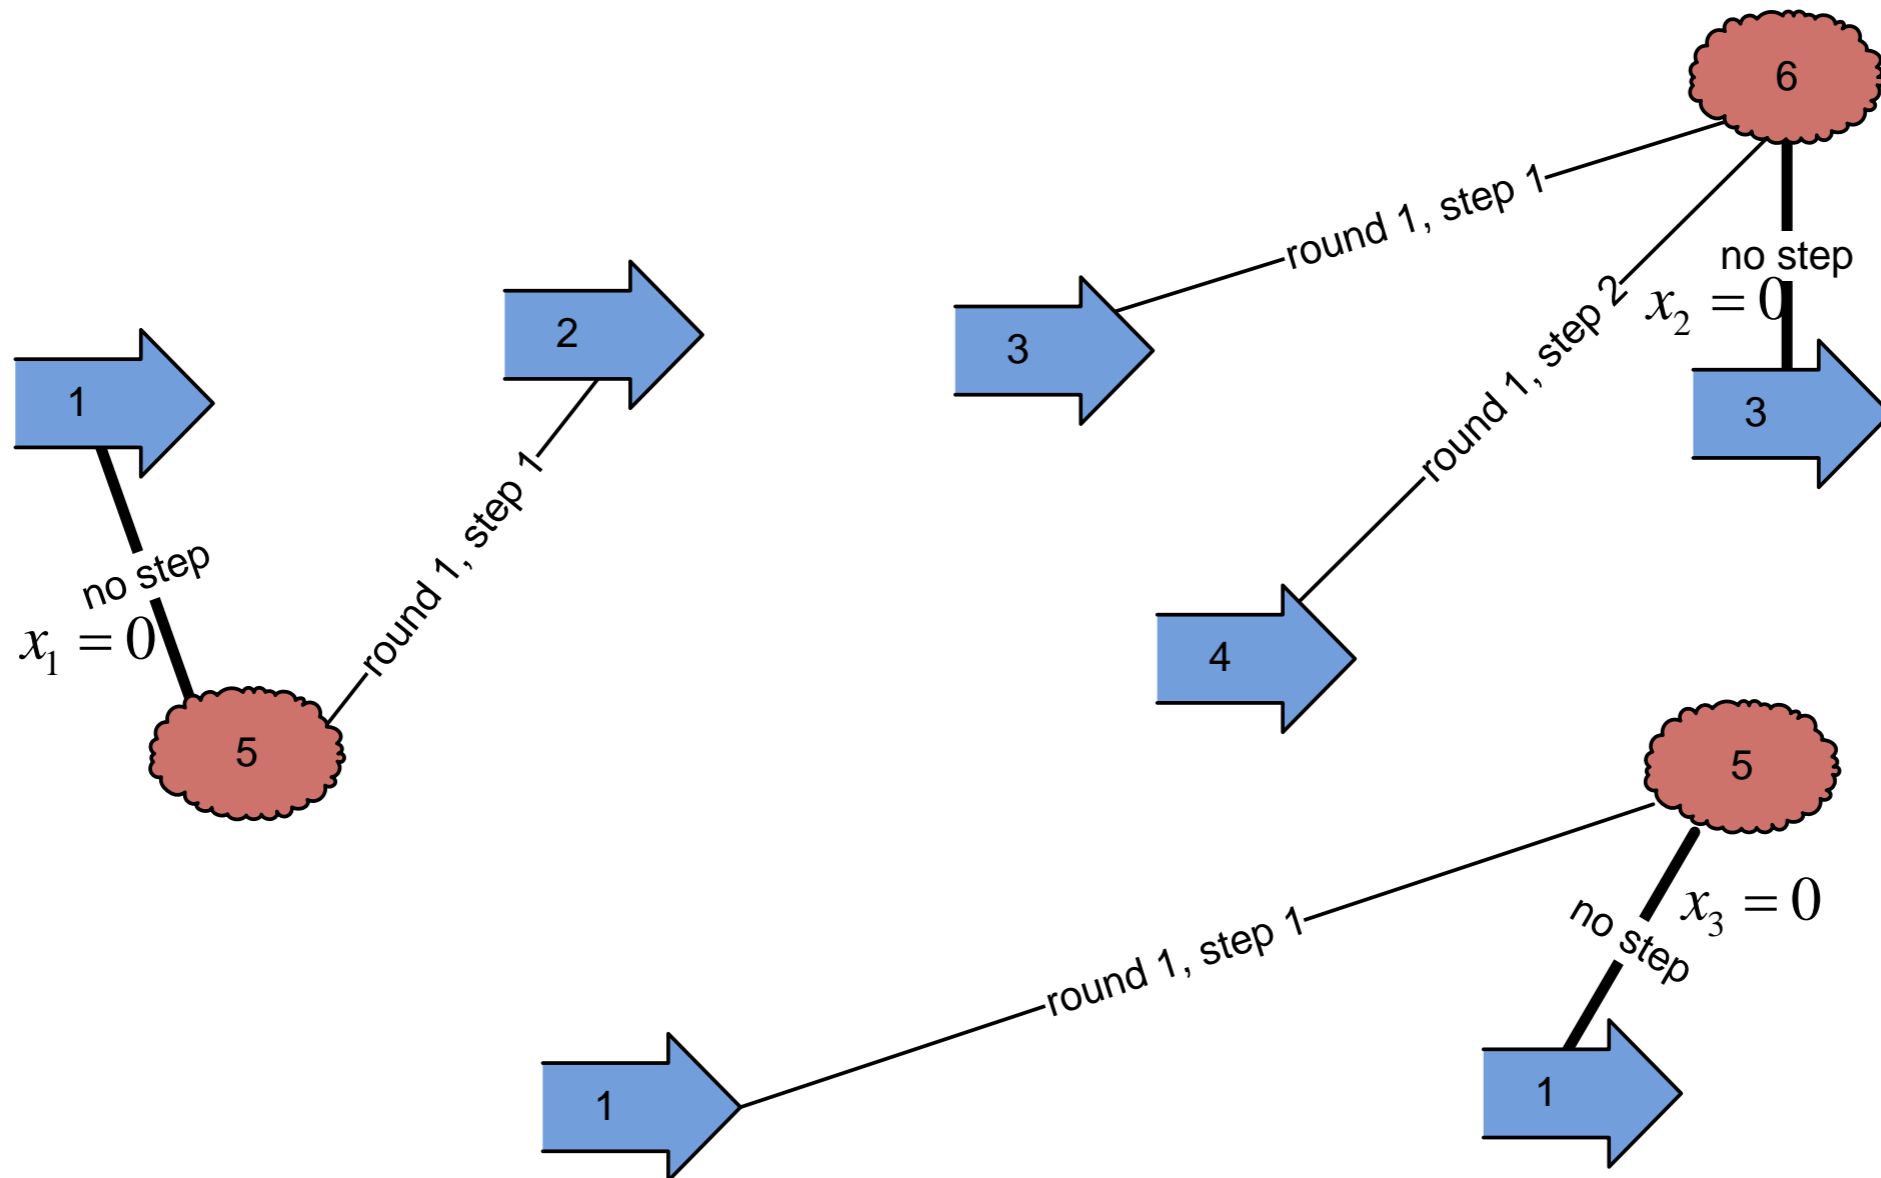 6
round 1, step 1
no step
x₂ = 0
2
3
round 1, step 2
1
3
round 1, step 1
no step
x₁ = 0
4
5
5
x₃ = 0
no step
round 1, step 1
1
1